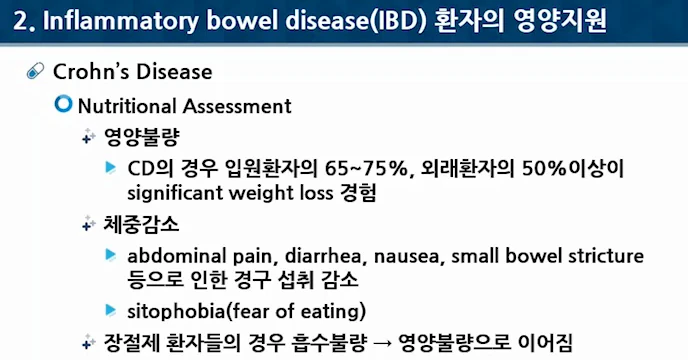 2. Inflammatory bowel disease(IBD) 환자의 영양지원
Crohn's Disease
Nutritional Assessment
영양불량
CD의 경우 입원환자의 65~75%, 외래환자의 50%이상이
significant weight loss 경험
체중감소
abdominal pain, diarrhea, nausea, small bowel stricture
등으로 인한 경구 섭취 감소
sitophobia(fear of eating)
장절제 환자들의 경우 흡수불량 → 영양불량으로 이어짐